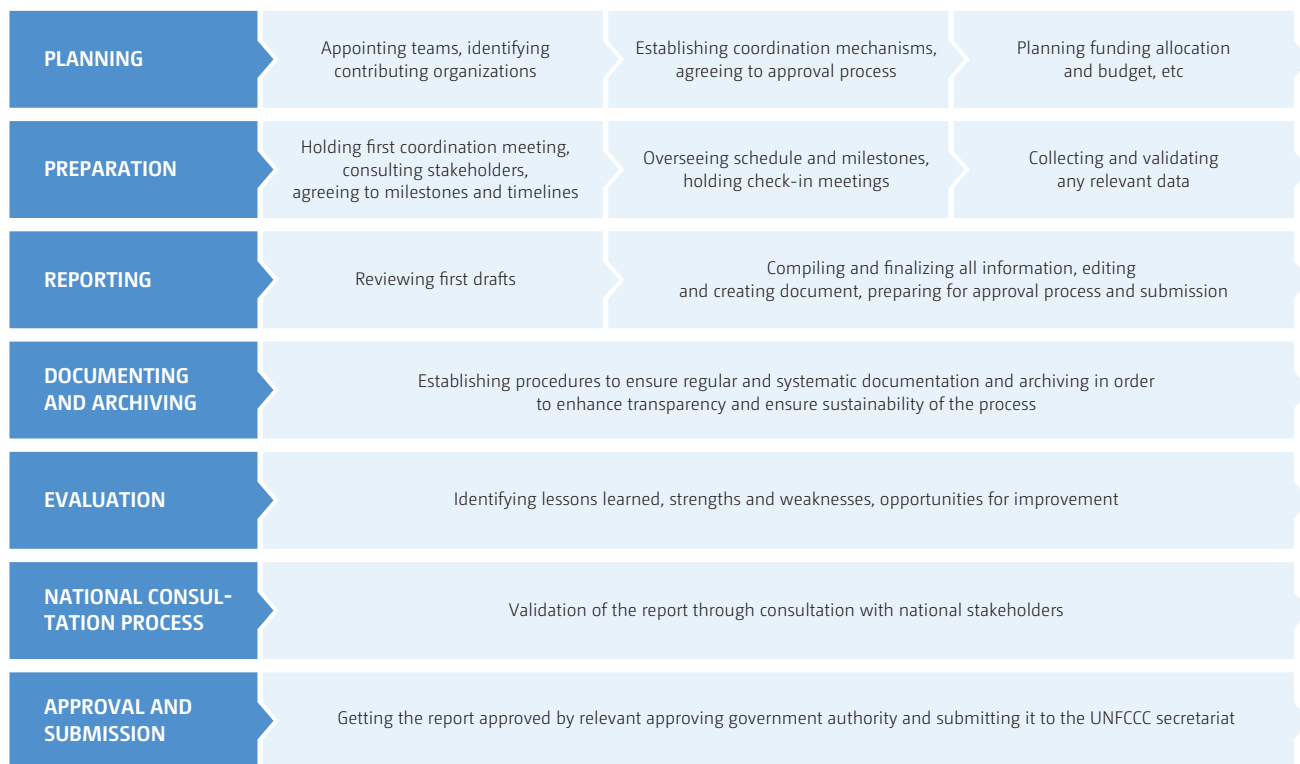 PLANNING
Appointing teams, identifying
contributing organizations
Establishing coordination mechanisms,
agreeing to approval process
Planning funding allocation
and budget, etc
PREPARATION
Holding first coordination meeting,
consulting stakeholders,
agreeing to milestones and timelines
Overseeing schedule and milestones,
holding check-in meetings
Collecting and validating
any relevant data
REPORTING
Reviewing first drafts
Compiling and finalizing all information, editing
and creating document, preparing for approval process and submission
DOCUMENTING
AND ARCHIVING
Establishing procedures to ensure regular and systematic documentation and archiving in order
to enhance transparency and ensure sustainability of the process
EVALUATION
Identifying lessons learned, strengths and weaknesses, opportunities for improvement
NATIONAL CONSUL-
TATION PROCESS
Validation of the report through consultation with national stakeholders
APPROVAL AND
SUBMISSION
Getting the report approved by relevant approving government authority and submitting it to the UNFCCC secretariat